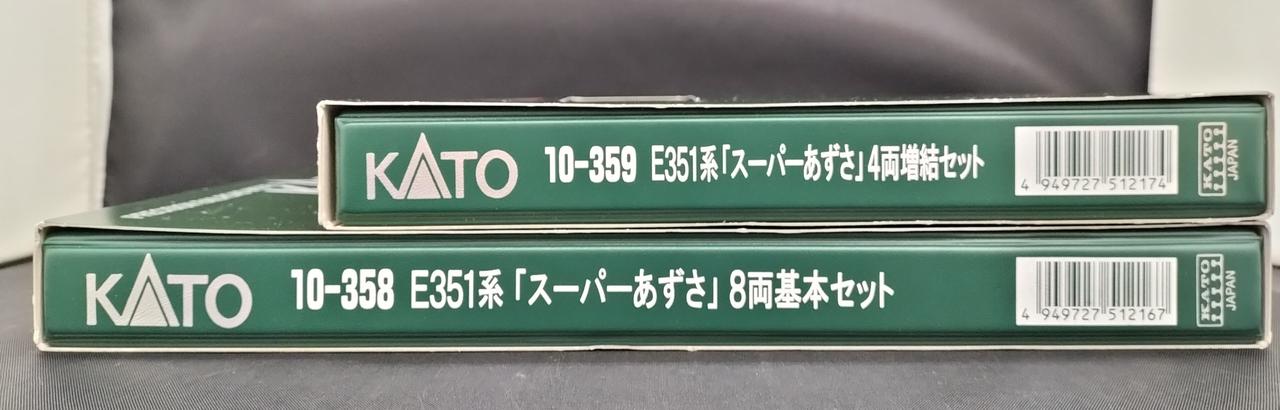 KATO 10-359 E351系「スーパーあずさ」4両増結セット
4 949727 512174
KATO
JAPAN
KATO 10-358 E351系「スーパーあずさ」8両基本セット
4 949727 512167
KATO
JAPAN